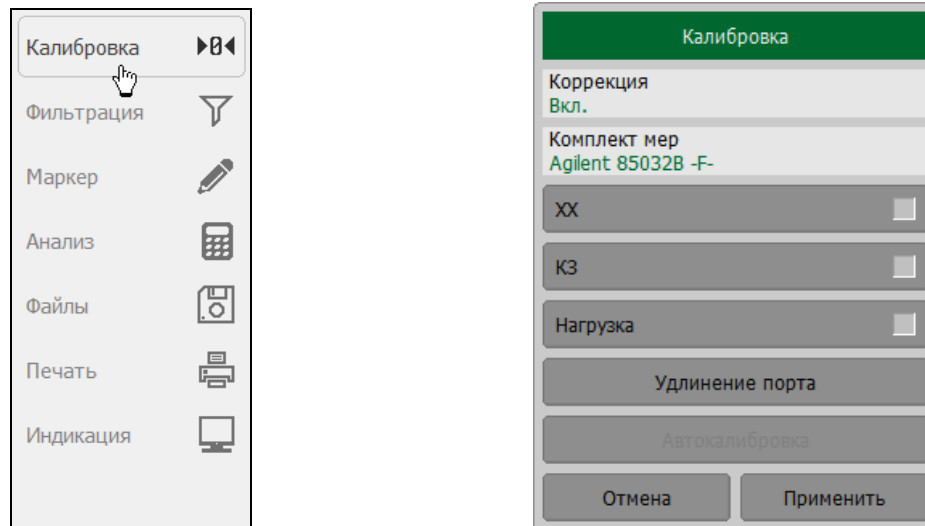 Калибровка
Фильтрация
Маркер
Анализ
Файлы
Печать
Индикация
Калибровка
Коррекция
Вкл.
Комплект мер
Agilent 85032B -F-
ХХ
КЗ
Нагрузка
Удлинение порта
Автокалибровка
Отмена Применить